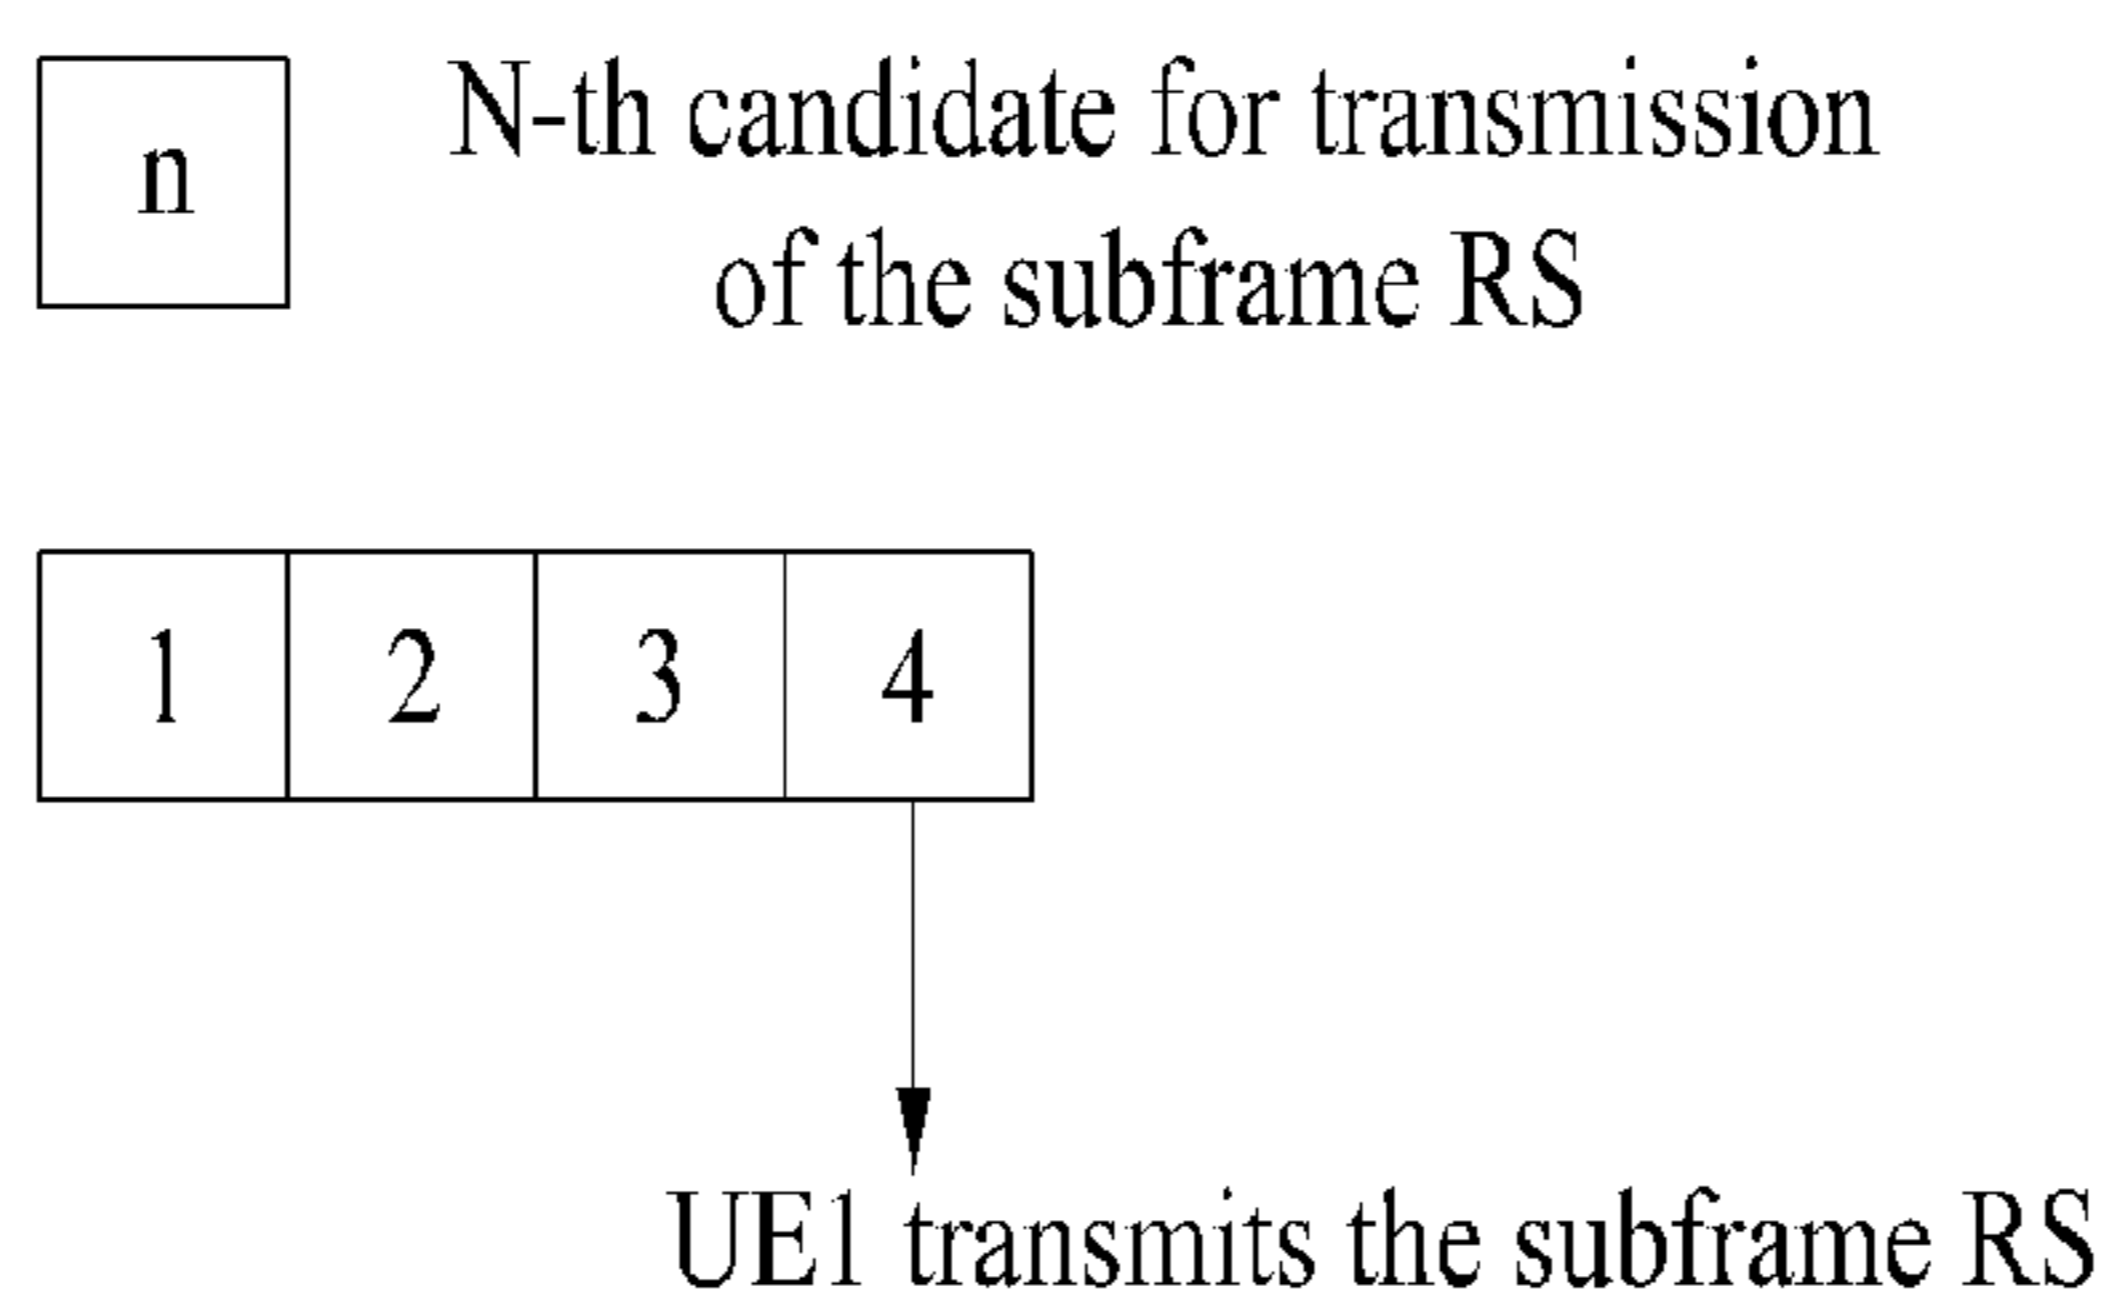 n
N-th candidate for transmission
of the subframe RS
1 2 3 4
UE1 transmits the subframe RS